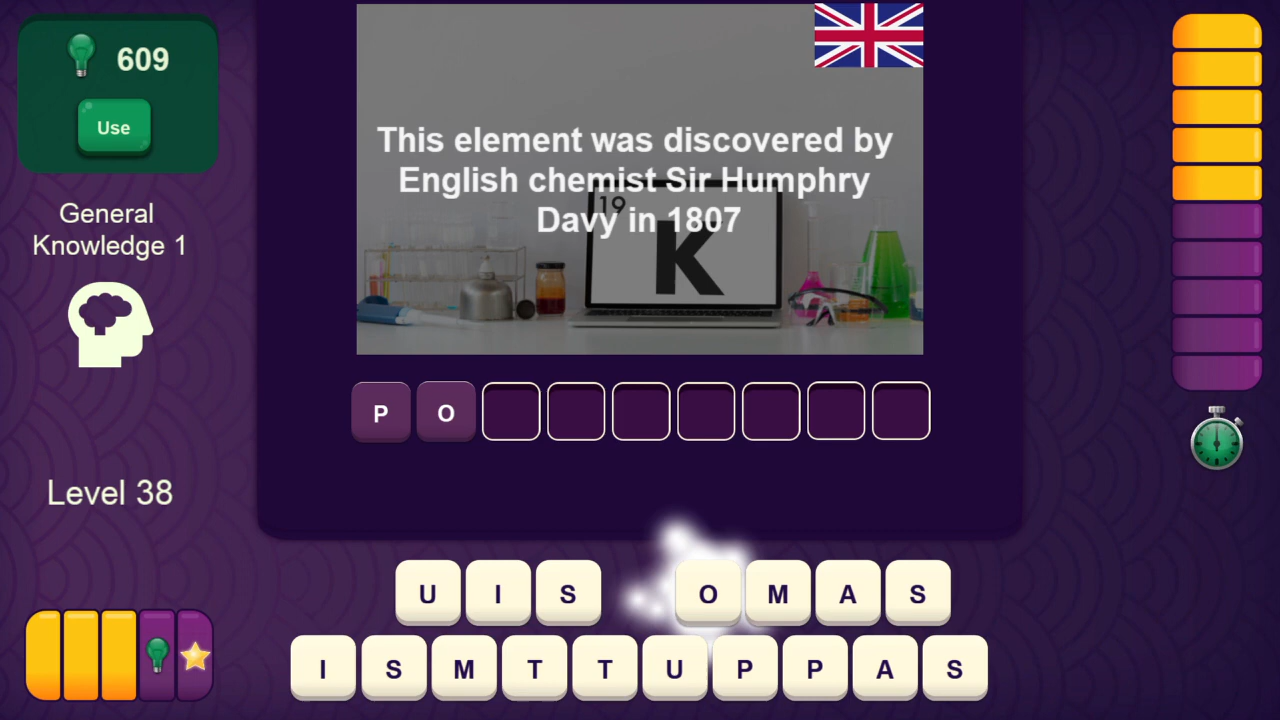 609
Use
General
Knowledge 1
Level 38
This element was discovered by
English chemist Sir Humphry
Davy in 1807
19
K
P O
U I S O M A S
I S M T T U P P A S